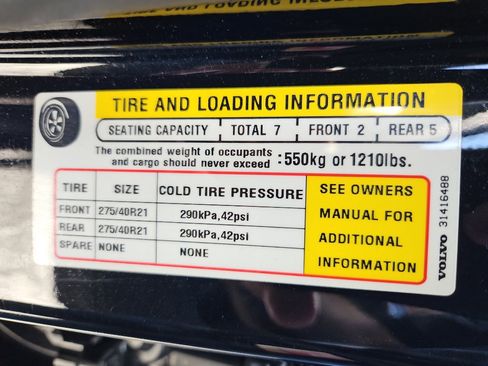 TIRE AND LOADING INFORMATION
SEATING CAPACITY TOTAL 7 FRONT 2 REAR 5
The combined weight of occupants
and cargo should never exceed :550kg or 1210lbs.
TIRE SIZE COLD TIRE PRESSURE
FRONT 275/40R21 290kPa,42psi
REAR 275/40R21 290kPa,42psi
SPARE NONE NONE
SEE OWNERS
MANUAL FOR
ADDITIONAL
INFORMATION
VOLVO 31416488